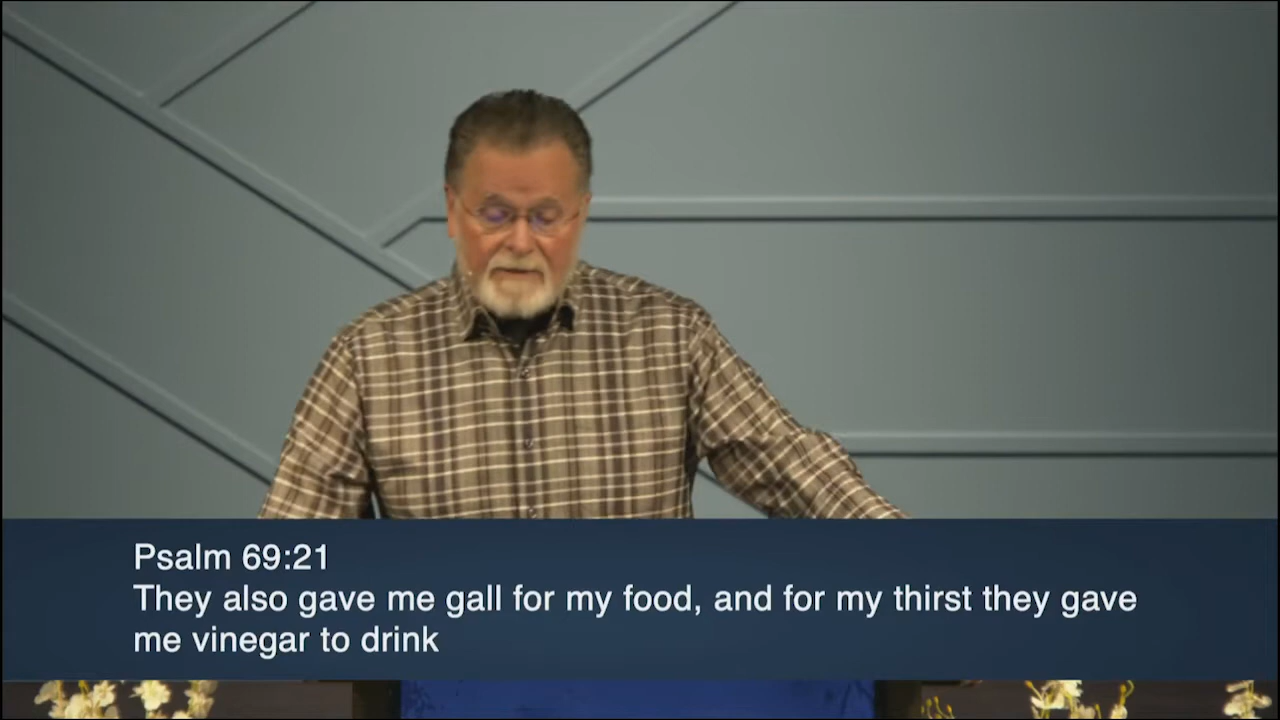 Psalm 69:21
They also gave me gall for my food, and for my thirst they gave
me vinegar to drink